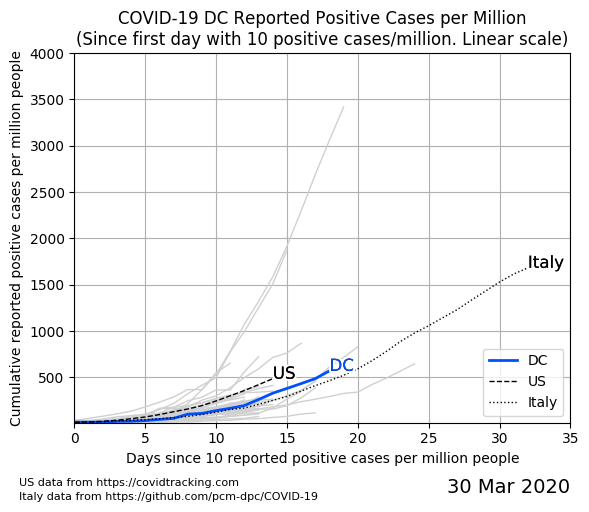 COVID-19 DC Reported Positive Cases per Million
(Since first day with 10 positive cases/million. Linear scale)
Cumulative reported positive cases per million people
4000
3500
3000
2500
2000
1500
1000
500
Italy
US
DC
DC
US
Italy
0 5 10 15 20 25 30 35
Days since 10 reported positive cases per million people
US data from https://covidtracking.com
Italy data from https://github.com/pcm-dpc/COVID-19
30 Mar 2020